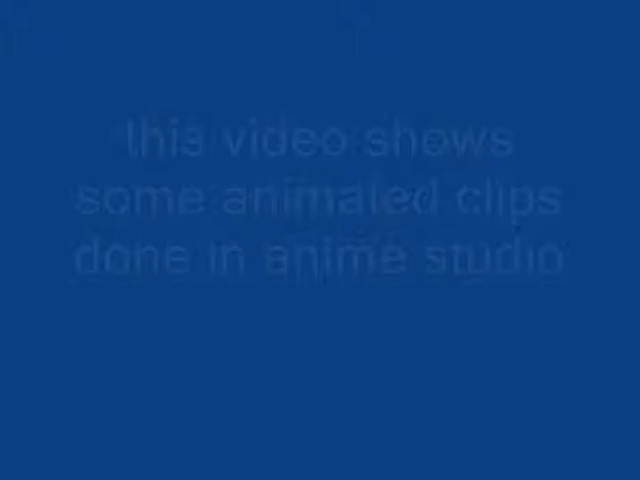 this video shows
some animated clips
done in anime studio